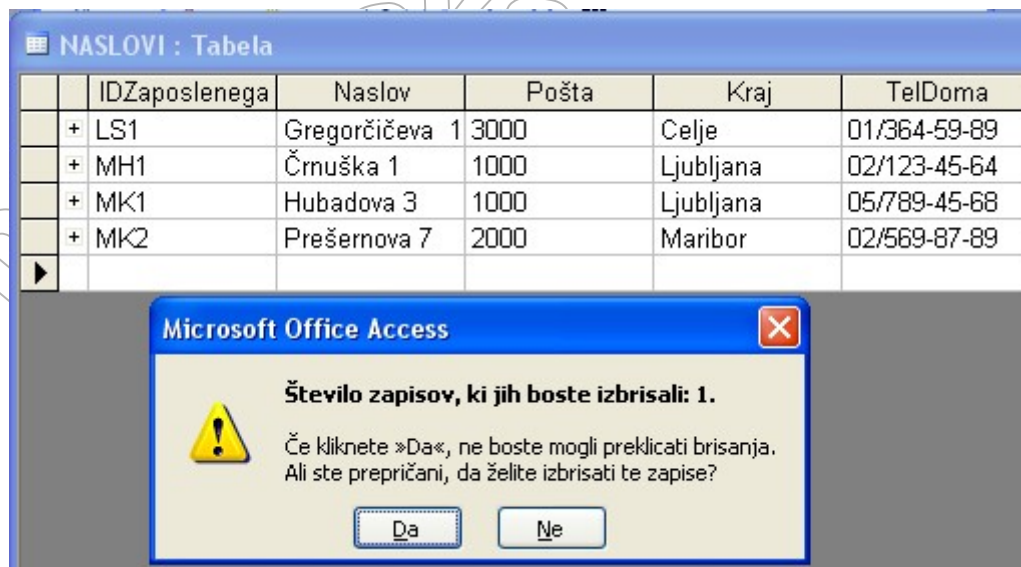 NASLOVI : Tabela
IDZaposlenega Naslov Pošta Kraj TelDoma
+ LS1 Gregorčičeva 1 3000 Celje 01/364-59-89
+ MH1 Črnuška 1 1000 Ljubljana 02/123-45-64
+ MK1 Hubadova 3 1000 Ljubljana 05/789-45-68
+ MK2 Prešernova 7 2000 Maribor 02/569-87-89
Microsoft Office Access
Število zapisov, ki jih boste izbrisali: 1.
Če kliknete »Da«, ne boste mogli preklicati brisanja.
Ali ste prepričani, da želite izbrisati te zapise?
Da Ne